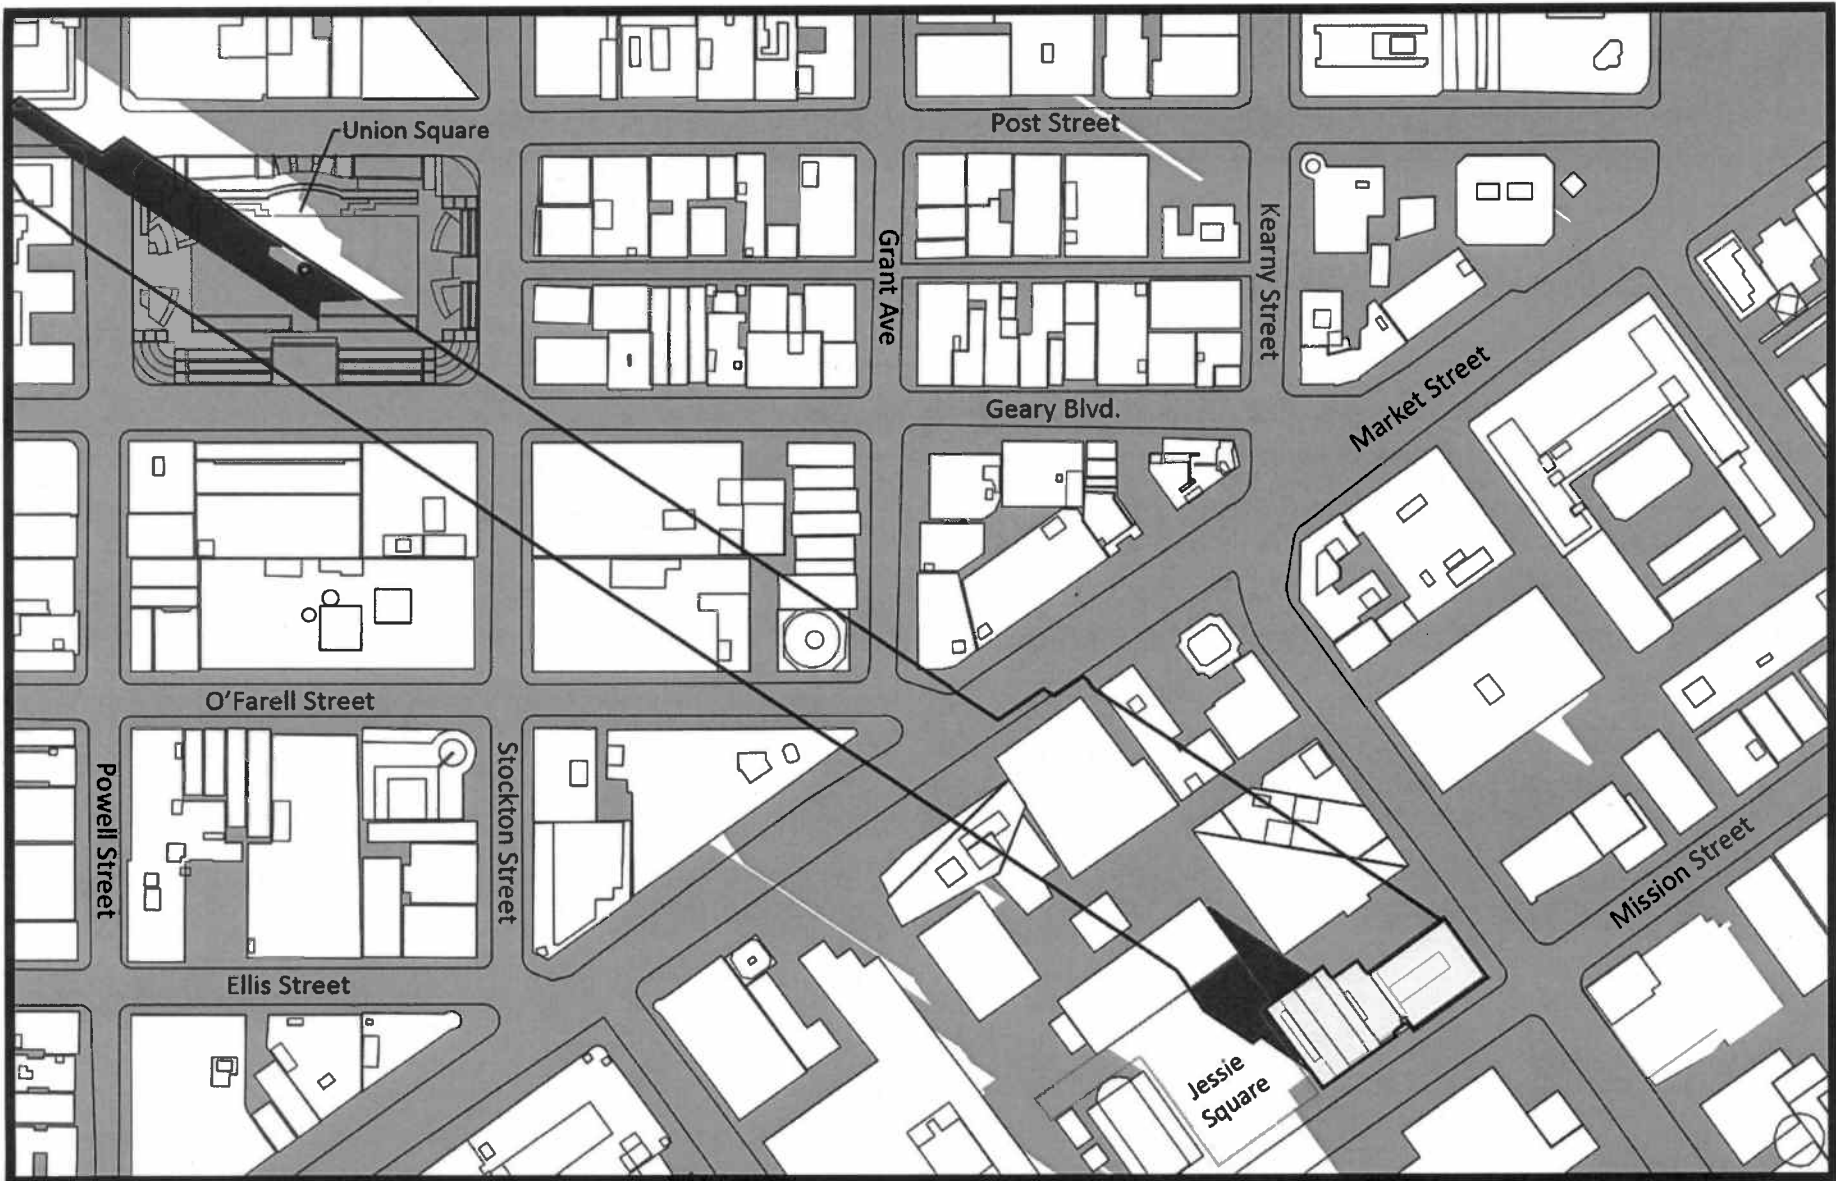 Union Square
Post Street
Grant Ave
Kearny Street
Geary Blvd.
Market Street
O'Farell Street
Powell Street
Stockton Street
Mission Street
Ellis Street
Jessie
Square